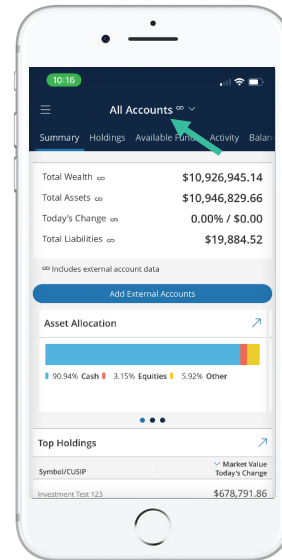 10:16
All Accounts
Summary Holdings Available Funds Activity Balan
Total Wealth $10,926,945.14
Total Assets $10,946,829.66
Today's Change 0.00% / $0.00
Total Liabilities $19,884.52
Includes external account data
Add External Accounts
Asset Allocation
90.94% Cash 3.15% Equities 5.92% Other
Top Holdings
Symbol/CUSIP Market Value
Today's Change
Investment Test 123 $678,791.86